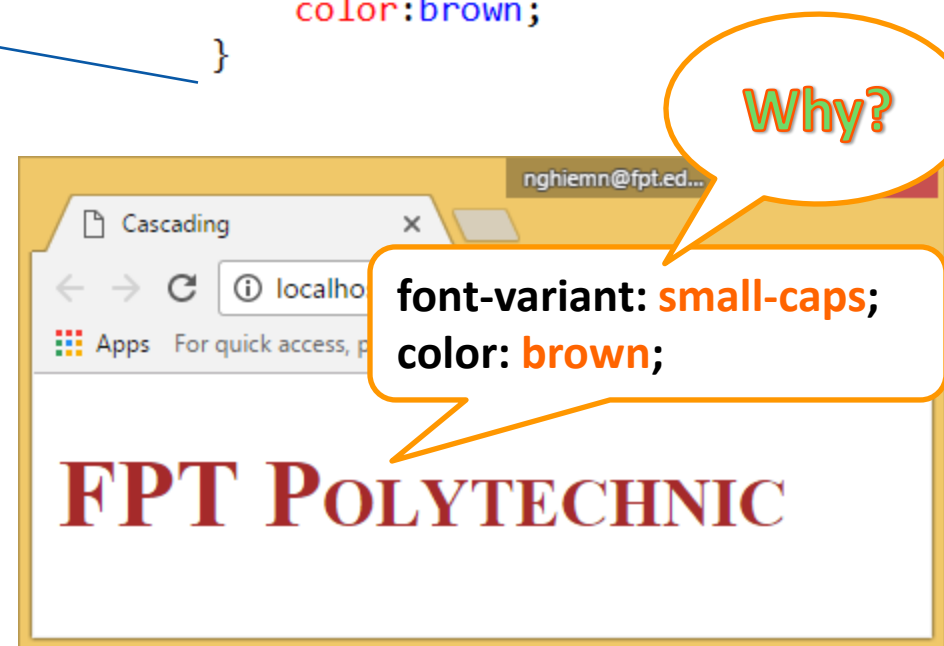 color:brown;
}
Why?
nghiemn@fpt.ed...
Cascading
localho
Apps For quick access, p
font-variant: small-caps;
color: brown;
FPT POLYTECHNIC